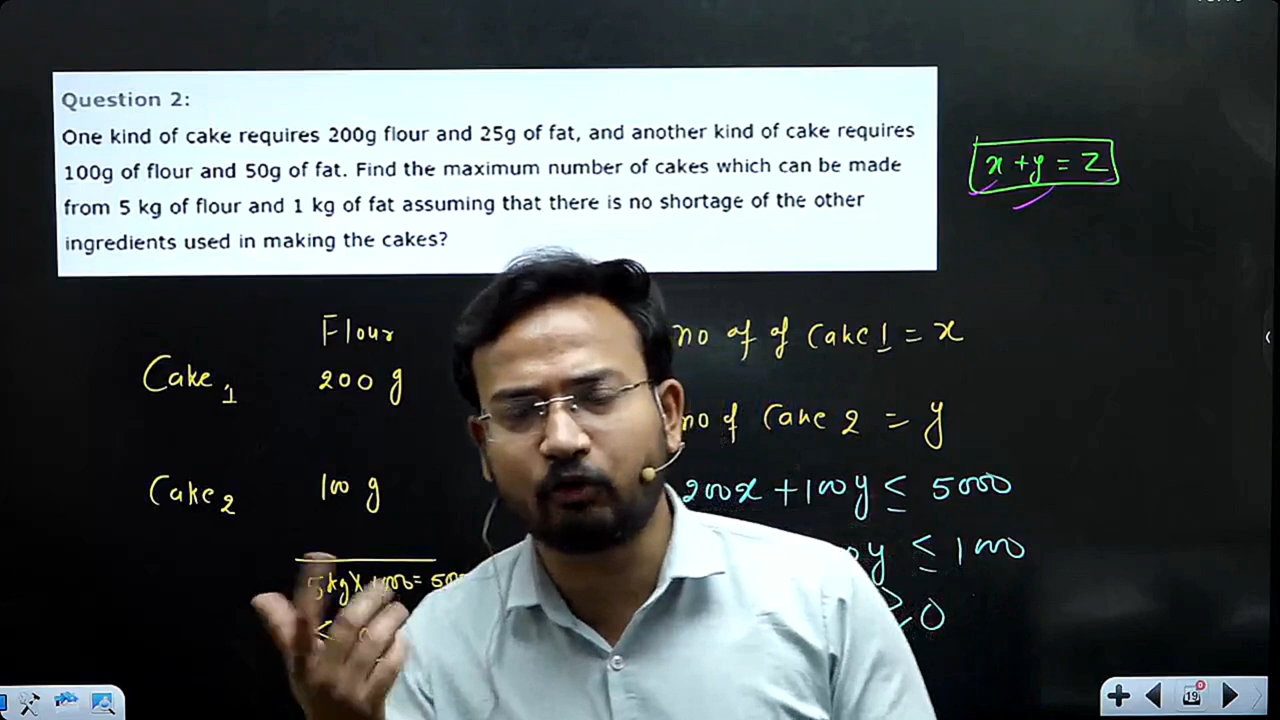 Question 2:
One kind of cake requires 200g flour and 25g of fat, and another kind of cake requires
100g of flour and 50g of fat. Find the maximum number of cakes which can be made
from 5 kg of flour and 1 kg of fat assuming that there is no shortage of the other
ingredients used in making the cakes?
x + y = Z
Flour
Cake 1 200 g
Cake 2 100 g
5kg x
no of of Cake 1 = x
no of Cake 2 = y
200x + 100y ≤ 5000
y ≤ 1000
≥ 0
19